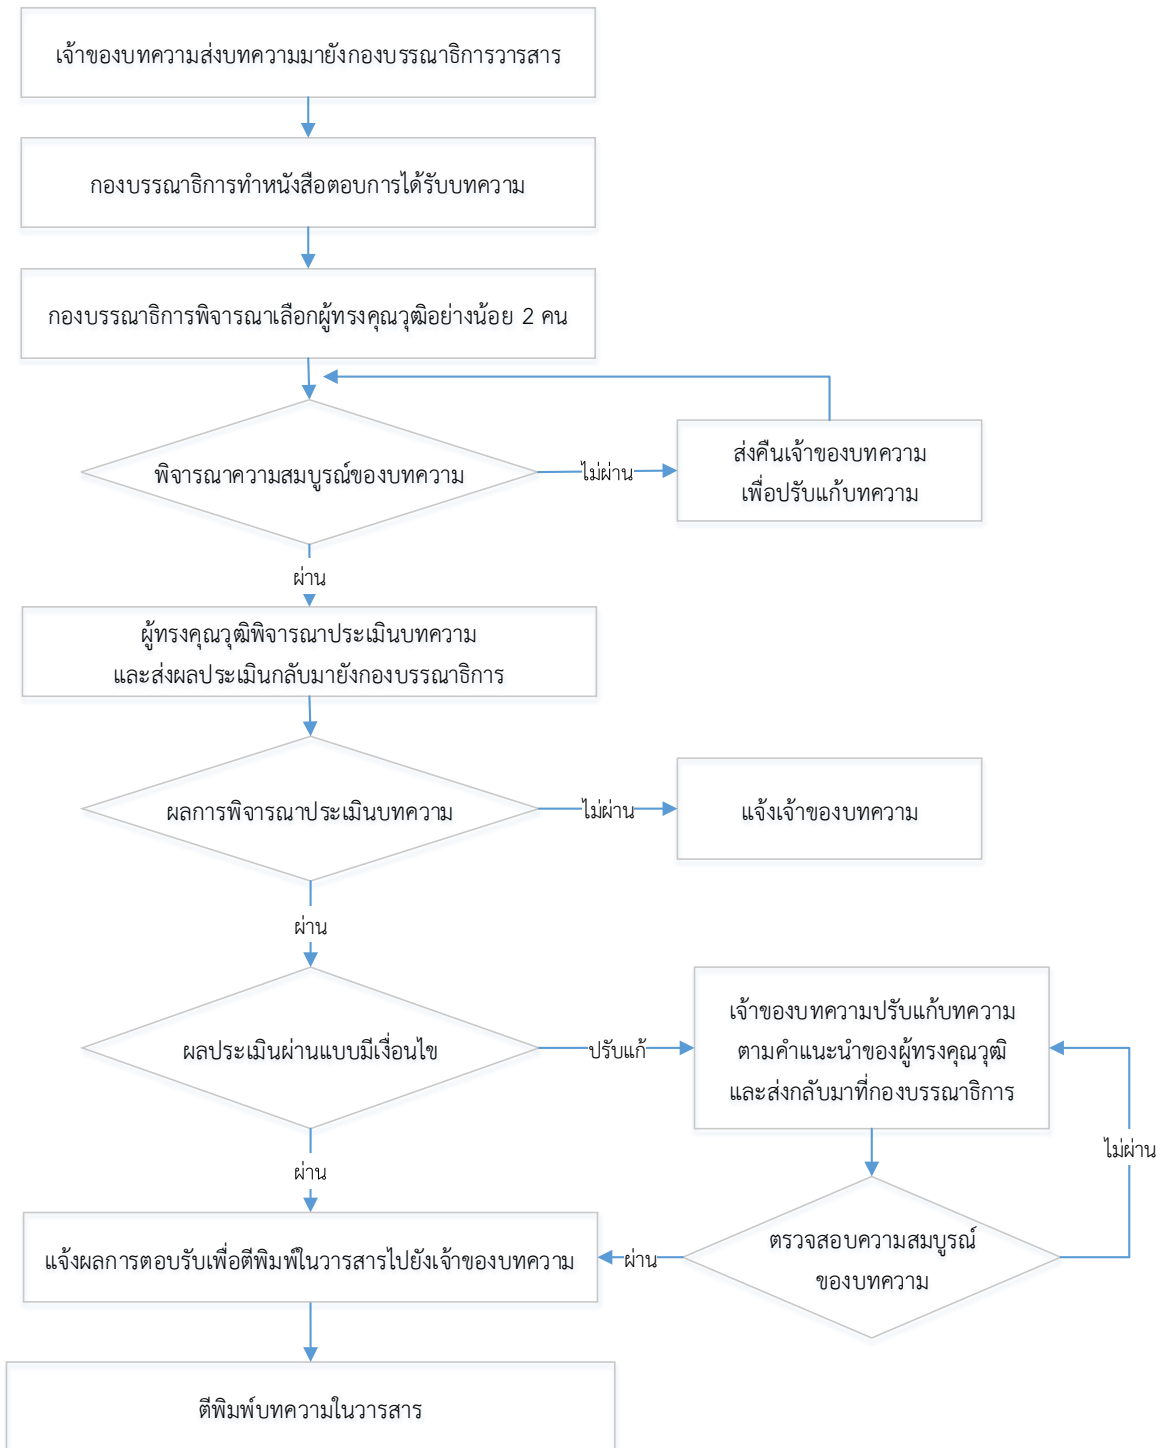 เจ้าของบทความส่งบทความมายังกองบรรณาธิการวารสาร
กองบรรณาธิการทำหนังสือตอบการได้รับบทความ
กองบรรณาธิการพิจารณาเลือกผู้ทรงคุณวุฒิอย่างน้อย 2 คน
พิจารณาความสมบูรณ์ของบทความ
ไม่ผ่าน
ส่งคืนเจ้าของบทความ
เพื่อปรับแก้บทความ
ผ่าน
ผู้ทรงคุณวุฒิพิจารณาประเมินบทความ
และส่งผลประเมินกลับมายังกองบรรณาธิการ
ผลการพิจารณาประเมินบทความ
ไม่ผ่าน
แจ้งเจ้าของบทความ
ผ่าน
ผลประเมินผ่านแบบมีเงื่อนไข
ปรับแก้
เจ้าของบทความปรับแก้บทความ
ตามคำแนะนำของผู้ทรงคุณวุฒิ
และส่งกลับมาที่กองบรรณาธิการ
ไม่ผ่าน
ผ่าน
แจ้งผลการตอบรับเพื่อตีพิมพ์ในวารสารไปยังเจ้าของบทความ
ผ่าน
ตรวจสอบความสมบูรณ์
ของบทความ
ตีพิมพ์บทความในวารสาร